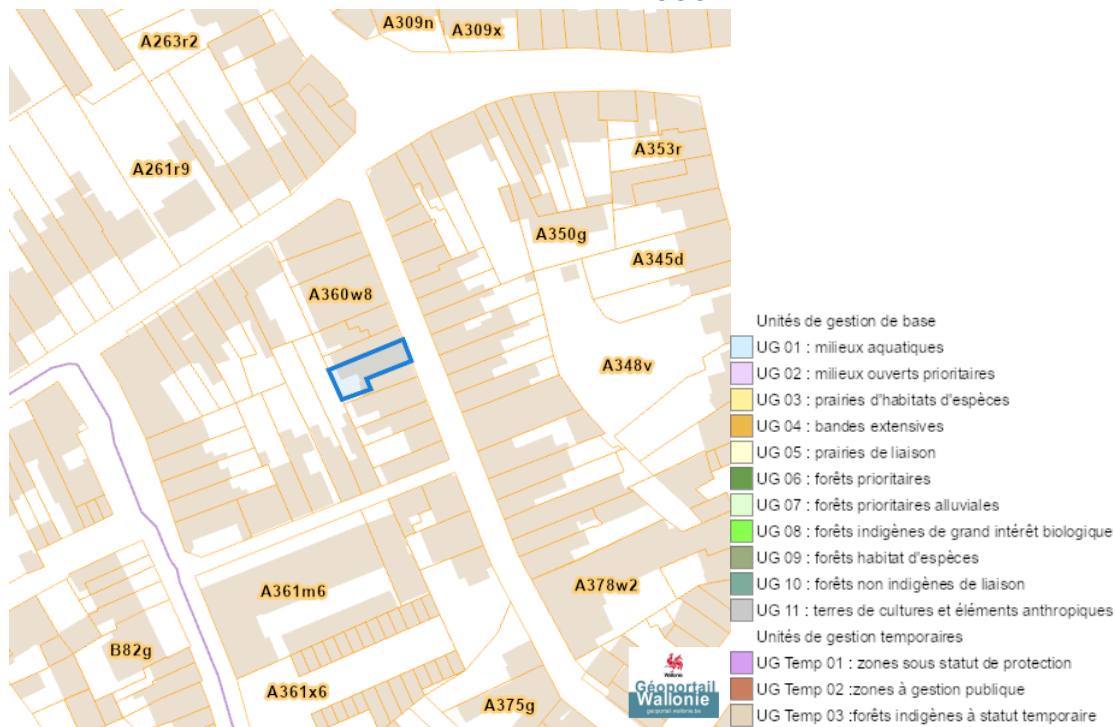 A309n
A309x
A263r2
A353r
A261r9
A350g
A345d
A360w8
A348v
A361m6
A378w2
B82g
A361x6
A375g
Wallonie
Géoportail
Wallonie
geoportail.wallonie.be
Unités de gestion de base
UG 01 : milieux aquatiques
UG 02 : milieux ouverts prioritaires
UG 03 : prairies d'habitats d'espèces
UG 04 : bandes extensives
UG 05 : prairies de liaison
UG 06 : forêts prioritaires
UG 07 : forêts prioritaires alluviales
UG 08 : forêts indigènes de grand intérêt biologique
UG 09 : forêts habitat d'espèces
UG 10 : forêts non indigènes de liaison
UG 11 : terres de cultures et éléments anthropiques
Unités de gestion temporaires
UG Temp 01 : zones sous statut de protection
UG Temp 02 :zones à gestion publique
UG Temp 03 :forêts indigènes à statut temporaire